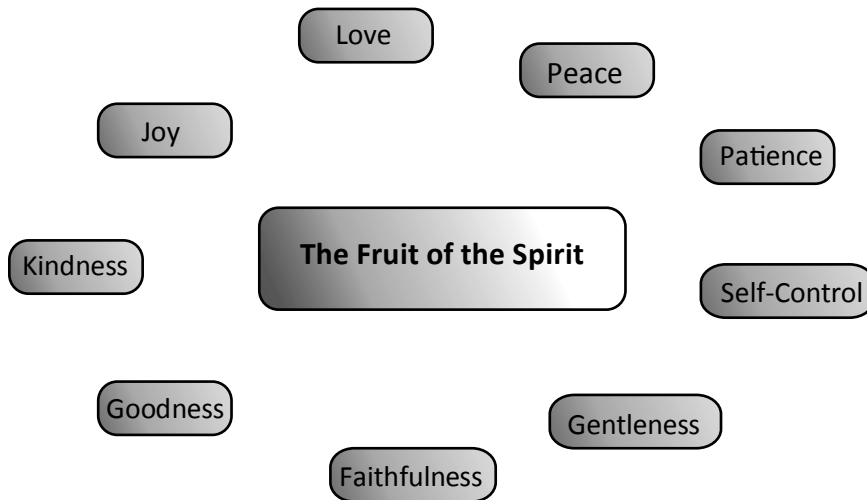 Love
Peace
Joy
Patience
The Fruit of the Spirit
Kindness
Self-Control
Goodness
Gentleness
Faithfulness